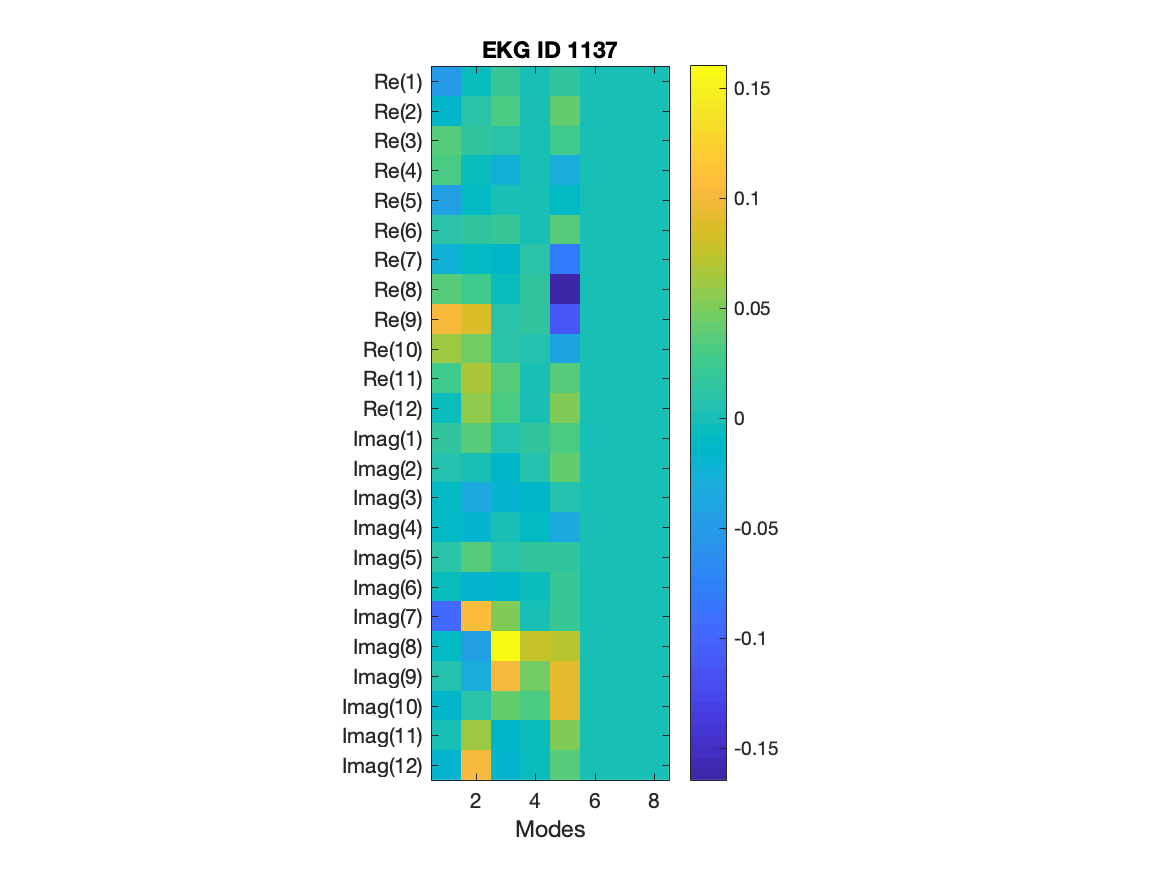 EKG ID 1137
Re(1)
Re(2)
Re(3)
Re(4)
Re(5)
Re(6)
Re(7)
Re(8)
Re(9)
Re(10)
Re(11)
Re(12)
Imag(1)
Imag(2)
Imag(3)
Imag(4)
Imag(5)
Imag(6)
Imag(7)
Imag(8)
Imag(9)
Imag(10)
Imag(11)
Imag(12)
2 4 6 8
Modes
0.15
0.1
0.05
0
-0.05
-0.1
-0.15